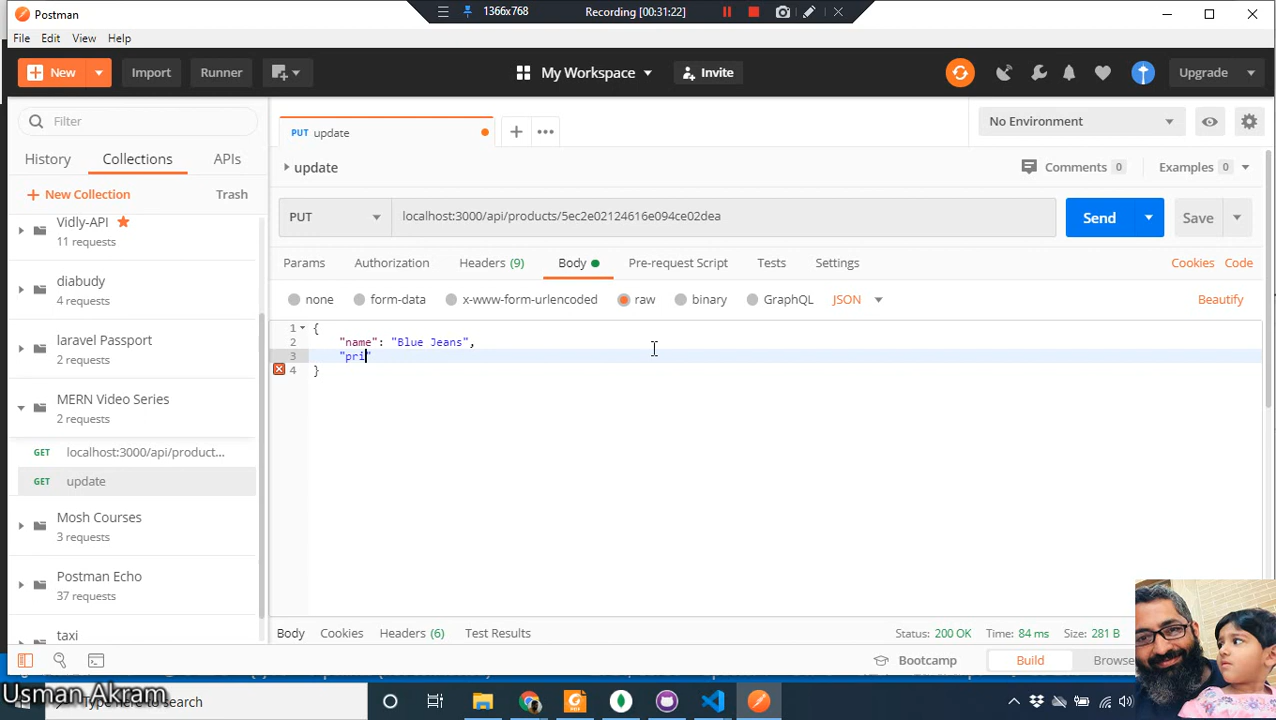 1366x768
Recording [00:31:22]
Postman
File Edit View Help
New
Import
Runner
My Workspace
Invite
Upgrade
Filter
History
Collections
APIs
New Collection
Trash
Vidly-API
11 requests
diabudy
4 requests
laravel Passport
2 requests
MERN Video Series
2 requests
GET localhost:3000/api/product...
GET update
Mosh Courses
3 requests
Postman Echo
37 requests
taxi
PUT update
No Environment
update
Comments 0
Examples 0
PUT
localhost:3000/api/products/5ec2e02124616e094ce02dea
Send
Save
Params Authorization Headers (9) Body Pre-request Script Tests Settings
Cookies Code
none form-data x-www-form-urlencoded raw binary GraphQL JSON
Beautify
1 {
2 "name": "Blue Jeans",
3 "pri"
4 }
Body Cookies Headers (6) Test Results
Status: 200 OK Time: 84 ms Size: 281 B
Bootcamp
Build
Browse
Usman Akram
Type here to search